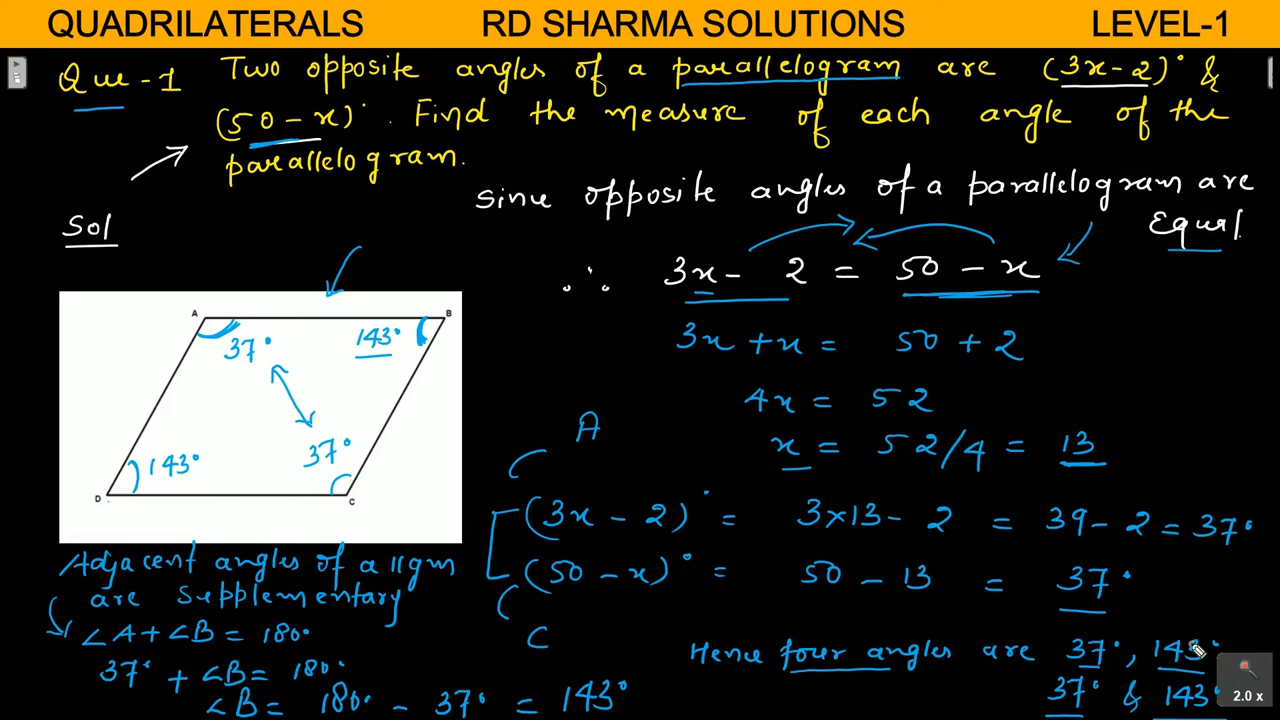 QUADRILATERALS RD SHARMA SOLUTIONS LEVEL-1
Que-1 Two opposite angles of a parallelogram are (3x-2)° &
(50-x)°. Find the measure of each angle of the
parallelogram.
Since opposite angles of a parallelogram are
Equal
Sol
∴ 3x - 2 = 50 - x
3x + x = 50 + 2
4x = 52
x = 52/4 = 13
A B
37° 143°
143° 37°
D C
A
(3x - 2)° = 3×13 - 2 = 39 - 2 = 37°
(50 - x)° = 50 - 13 = 37°
C
Adjacent angles of a ||gm
are Supplementary
∠A + ∠B = 180°
37° + ∠B = 180°
∠B = 180° - 37° = 143°
Hence four angles are 37°, 143°
37° & 143°
2.0 x